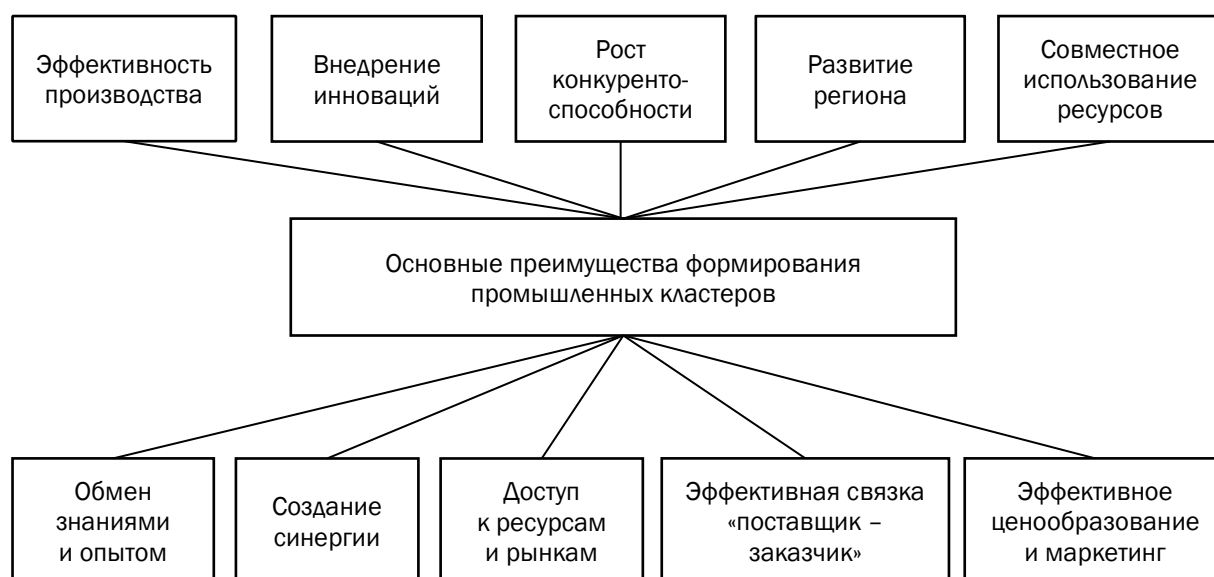 Эффективность
производства
Внедрение
инноваций
Рост
конкуренто-
способности
Развитие
региона
Совместное
использование
ресурсов
Основные преимущества формирования
промышленных кластеров
Обмен
знаниями
и опытом
Создание
синергии
Доступ
к ресурсам
и рынкам
Эффективная связка
«поставщик –
заказчик»
Эффективное
ценообразование
и маркетинг